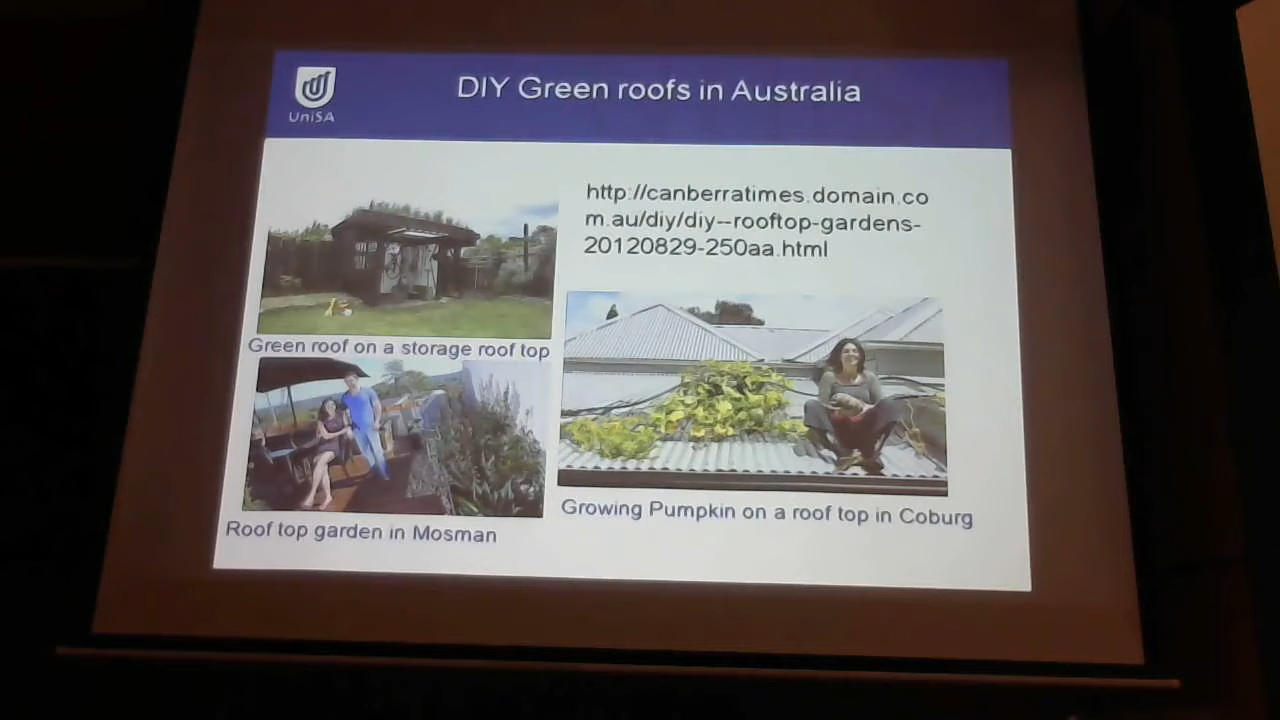 DIY Green roofs in Australia
UniSA
http://canberratimes.domain.co
m.au/diy/diy--rooftop-gardens-
20120829-250aa.html
Green roof on a storage roof top
Growing Pumpkin on a roof top in Coburg
Roof top garden in Mosman